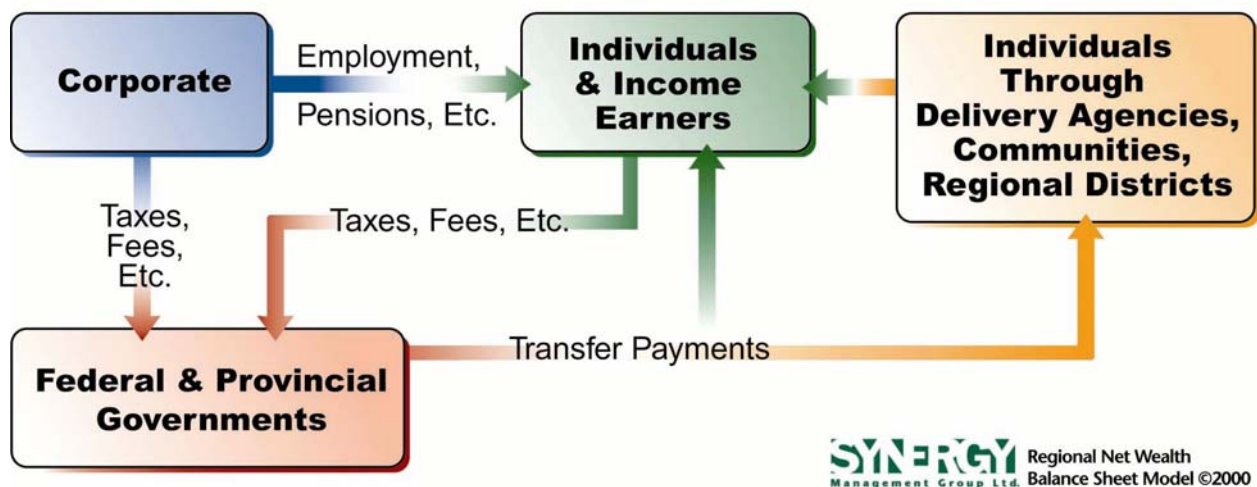 Corporate
Employment,
Pensions, Etc.
Individuals
& Income
Earners
Individuals
Through
Delivery Agencies,
Communities,
Regional Districts
Taxes,
Fees,
Etc.
Taxes, Fees, Etc.
Transfer Payments
Federal & Provincial
Governments
SYNERGY
Management Group Ltd.
Regional Net Wealth
Balance Sheet Model ©2000